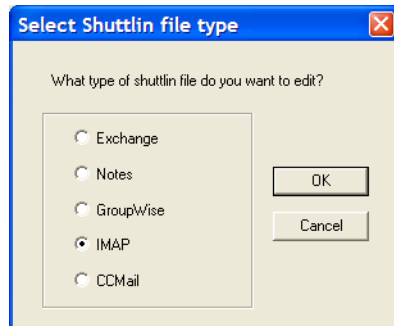 Select Shuttlin file type
What type of shuttlin file do you want to edit?
Exchange
Notes
GroupWise
IMAP
CCMail
OK
Cancel